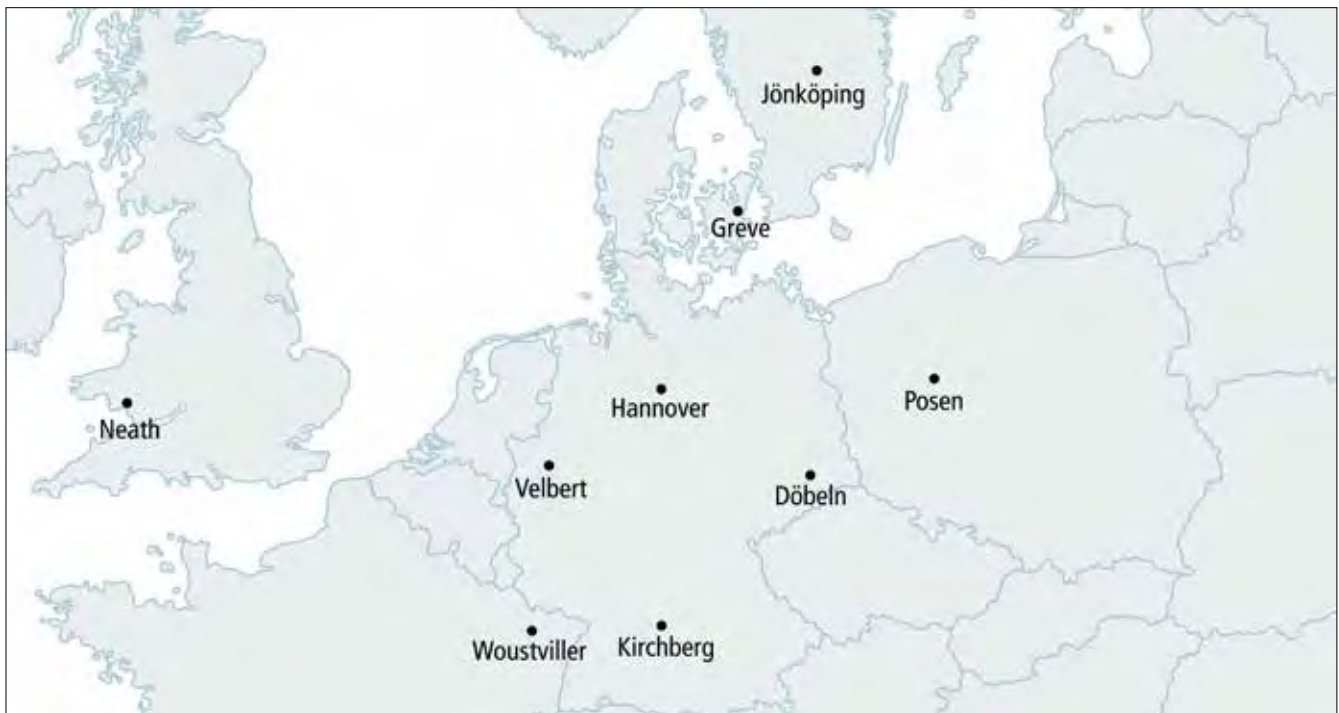 Jönköping
Greve
Hannover
Posen
Neath
Velbert
Döbeln
Woustviller
Kirchberg